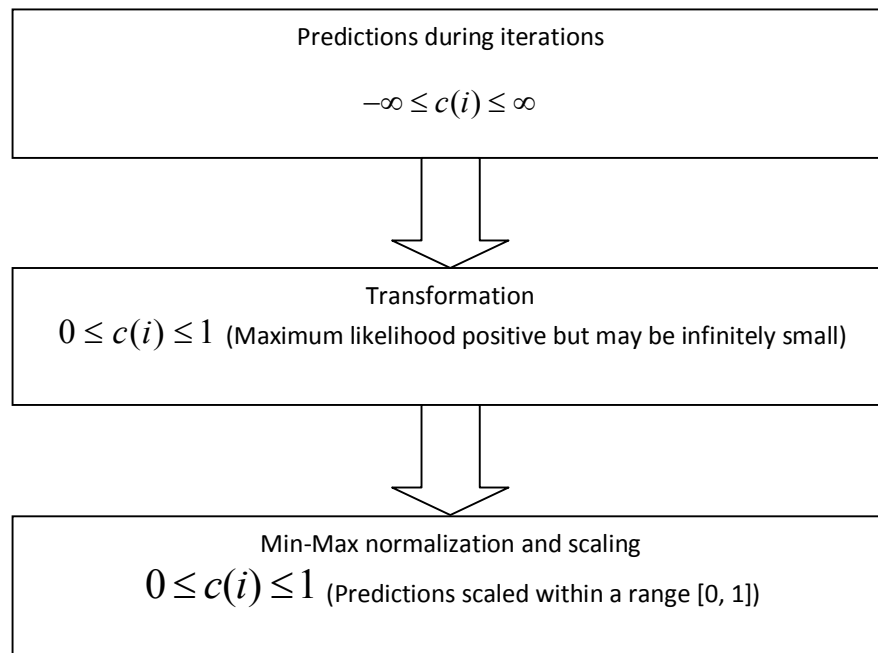 Predictions during iterations
−∞ ≤ c(i) ≤ ∞
Transformation
0 ≤ c(i) ≤ 1 (Maximum likelihood positive but may be infinitely small)
Min-Max normalization and scaling
0 ≤ c(i) ≤ 1 (Predictions scaled within a range [0, 1])